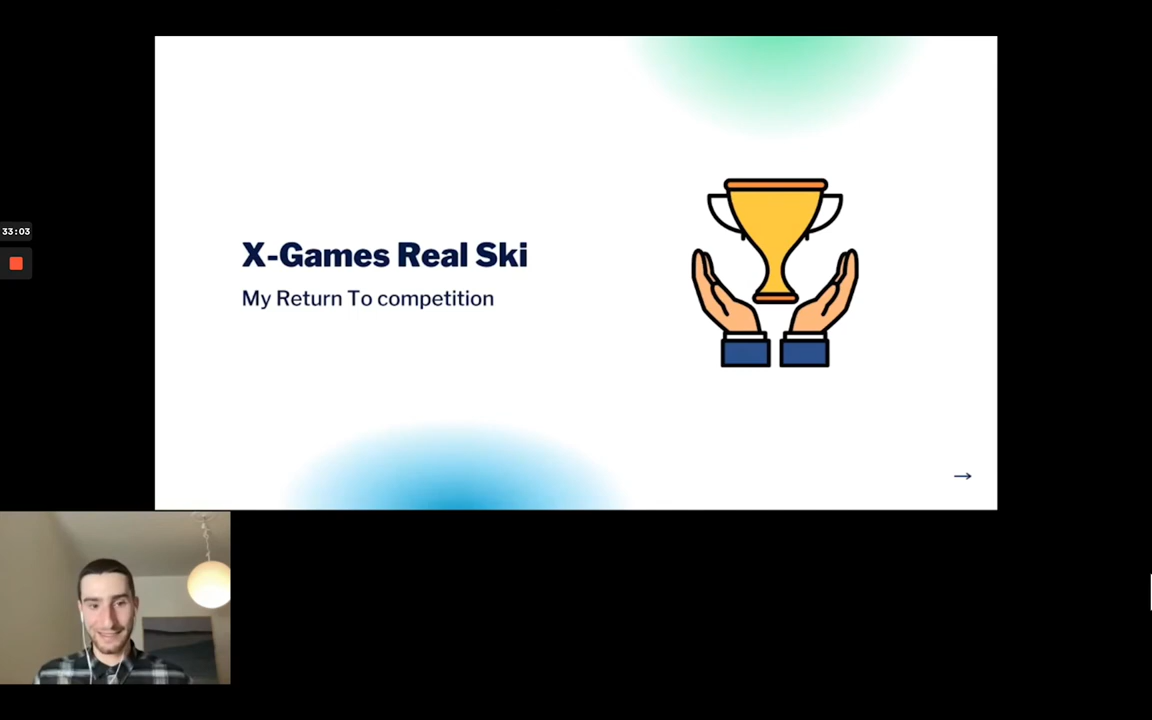 X-Games Real Ski
My Return To competition
33:03
→